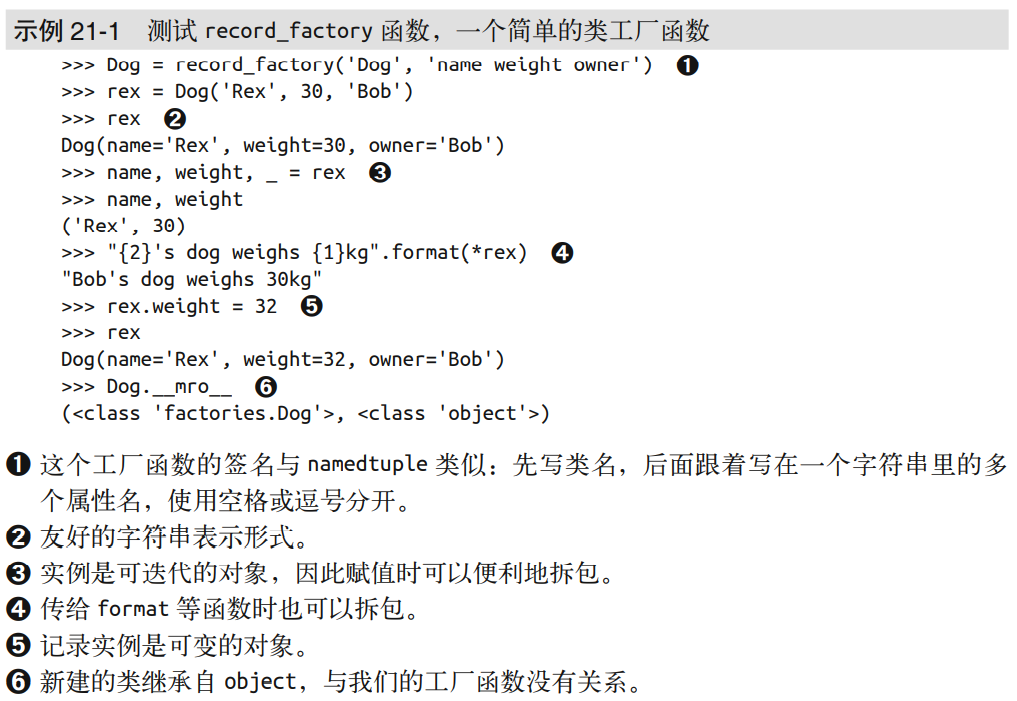 示例 21-1 测试 record_factory 函数，一个简单的类工厂函数
>>> Dog = record_factory('Dog', 'name weight owner') ❶
>>> rex = Dog('Rex', 30, 'Bob')
>>> rex ❷
Dog(name='Rex', weight=30, owner='Bob')
>>> name, weight, _ = rex ❸
>>> name, weight
('Rex', 30)
>>> "{2}'s dog weighs {1}kg".format(*rex) ❹
"Bob's dog weighs 30kg"
>>> rex.weight = 32 ❺
>>> rex
Dog(name='Rex', weight=32, owner='Bob')
>>> Dog.__mro__ ❻
(<class 'factories.Dog'>, <class 'object'>)
❶ 这个工厂函数的签名与 namedtuple 类似：先写类名，后面跟着写在一个字符串里的多
个属性名，使用空格或逗号分开。
❷ 友好的字符串表示形式。
❸ 实例是可迭代的对象，因此赋值时可以便利地拆包。
❹ 传给 format 等函数时也可以拆包。
❺ 记录实例是可变的对象。
❻ 新建的类继承自 object，与我们的工厂函数没有关系。